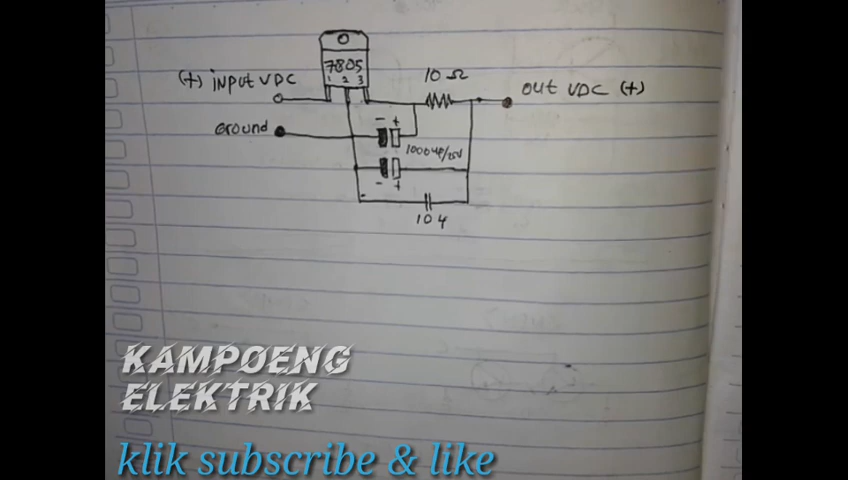 7805
1 2 3
(+) input VDC
10 Ω
out VDC (+)
Ground
- +
1000uF/25V
- +
104
KAMPOENG
ELEKTRIK
klik subscribe & like